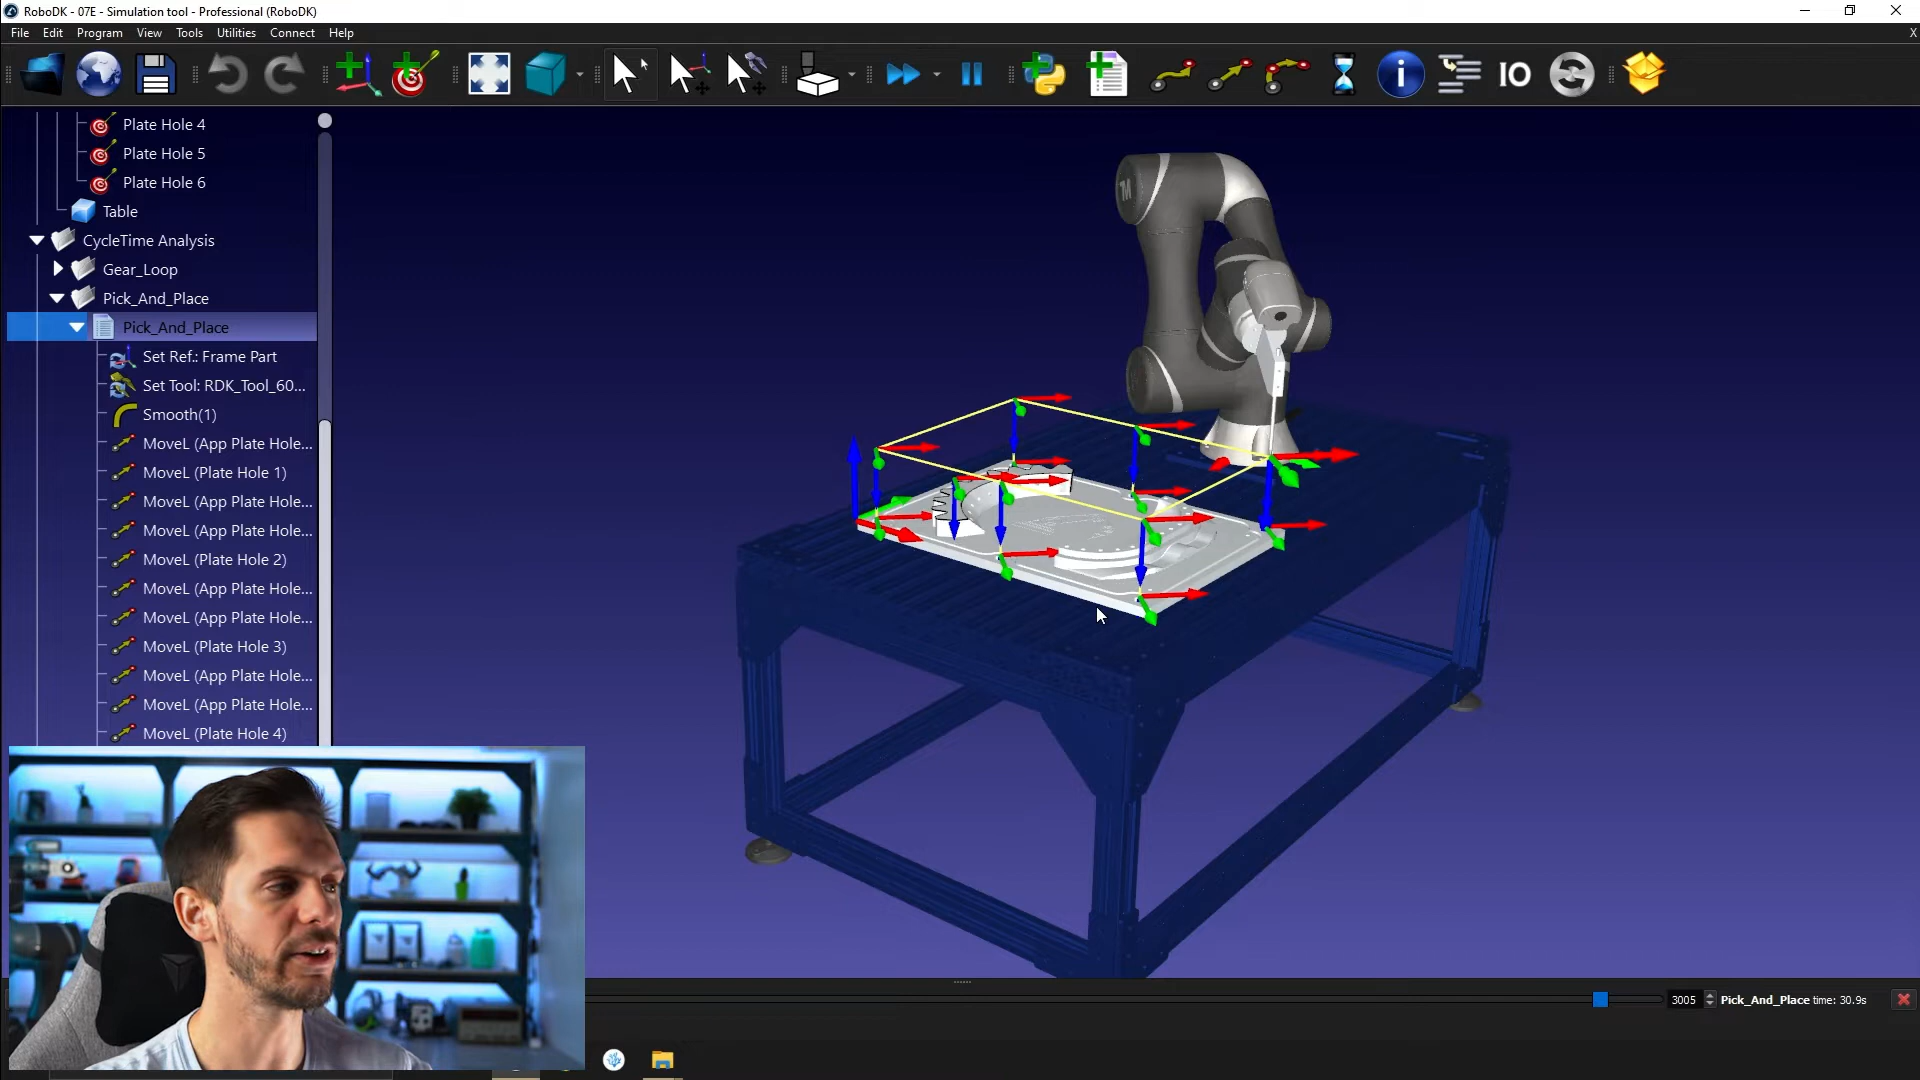 RoboDK - 07E - Simulation tool - Professional (RoboDK)
File Edit Program View Tools Utilities Connect Help
X
IO
Plate Hole 4
Plate Hole 5
Plate Hole 6
Table
CycleTime Analysis
Gear_Loop
Pick_And_Place
Pick_And_Place
Set Ref.: Frame Part
Set Tool: RDK_Tool_60...
Smooth(1)
MoveL (App Plate Hole...
MoveL (Plate Hole 1)
MoveL (App Plate Hole...
MoveL (App Plate Hole...
MoveL (Plate Hole 2)
MoveL (App Plate Hole...
MoveL (App Plate Hole...
MoveL (Plate Hole 3)
MoveL (App Plate Hole...
MoveL (App Plate Hole...
MoveL (Plate Hole 4)
TM
3005 Pick_And_Place time: 30.9s